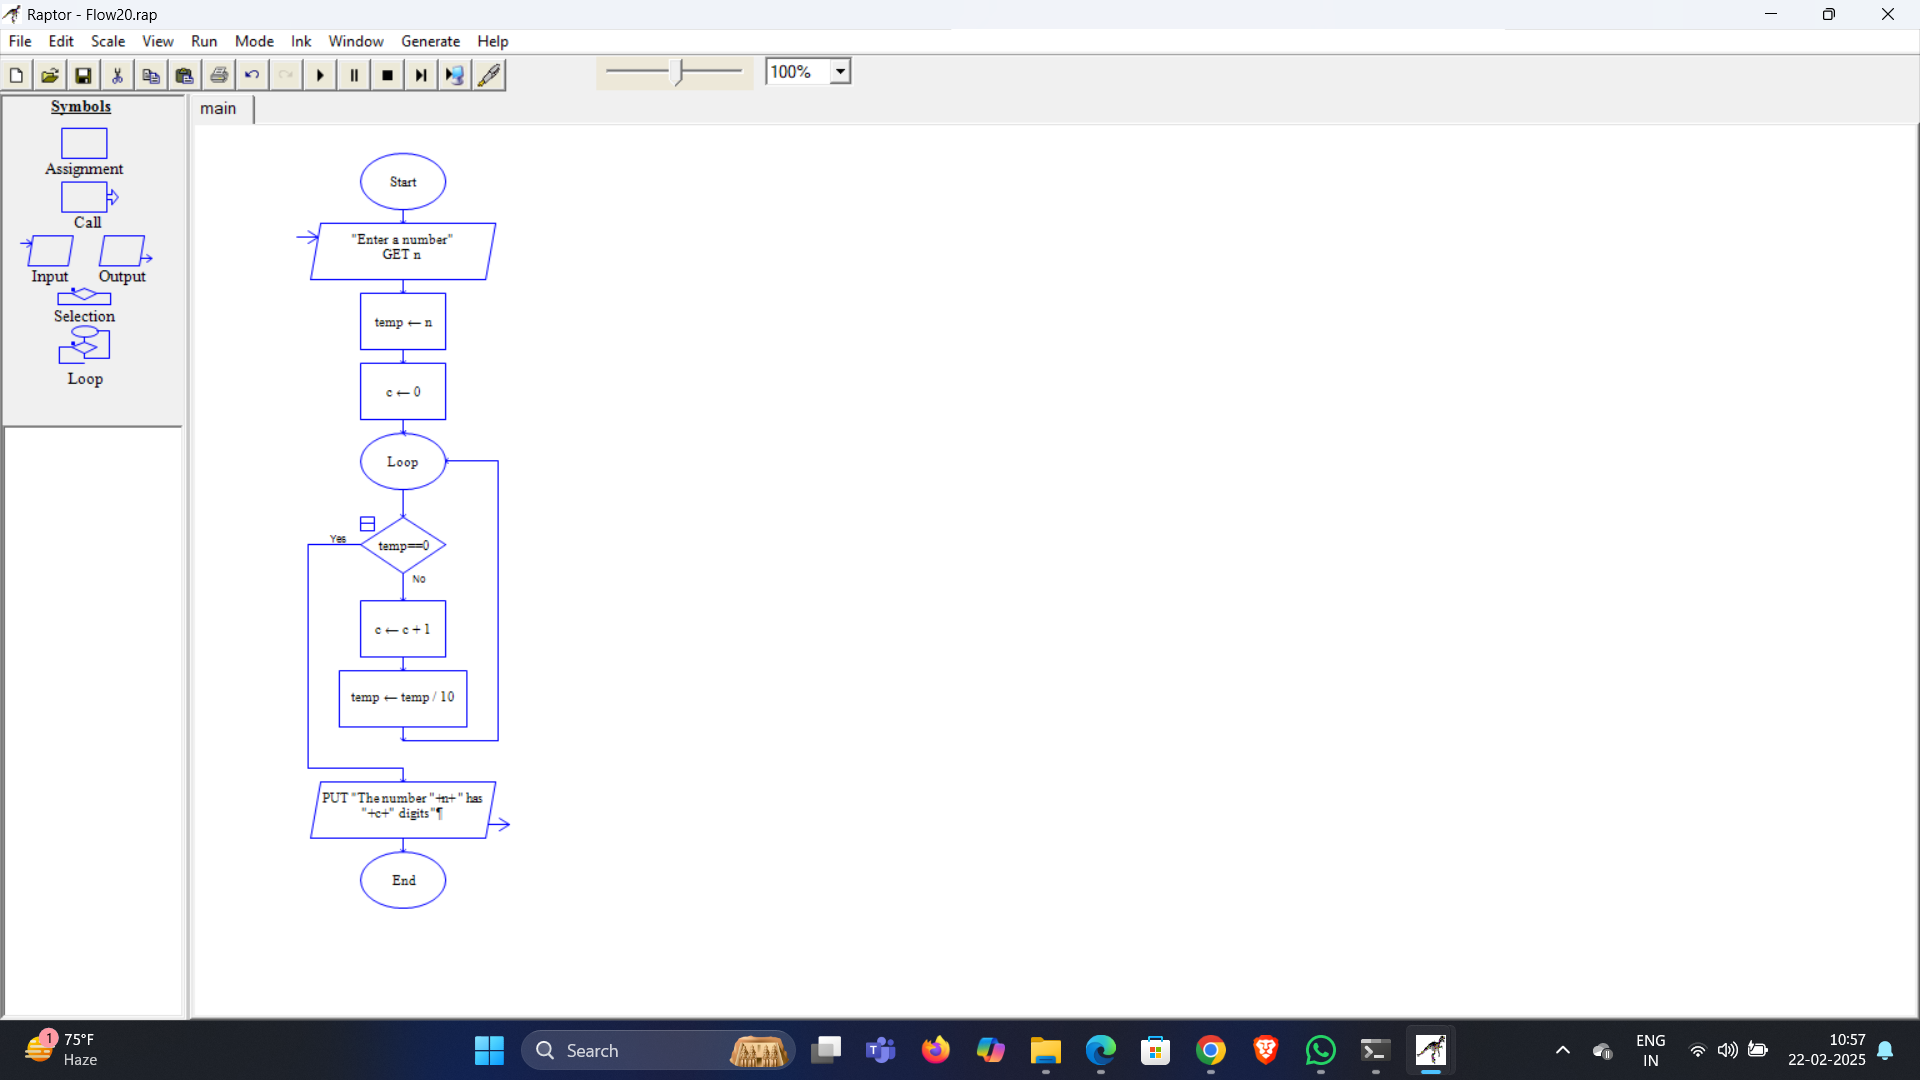 Raptor - Flow20.rap
File Edit Scale View Run Mode Ink Window Generate Help
100%
Symbols
Assignment
Call
Input Output
Selection
Loop
main
Start
"Enter a number"
GET n
temp ← n
c ← 0
Loop
Yes
temp==0
No
c ← c + 1
temp ← temp / 10
PUT "The number "+n+" has
"+c+" digits"¶
End
1
75°F
Haze
Search
ENG
IN
10:57
22-02-2025